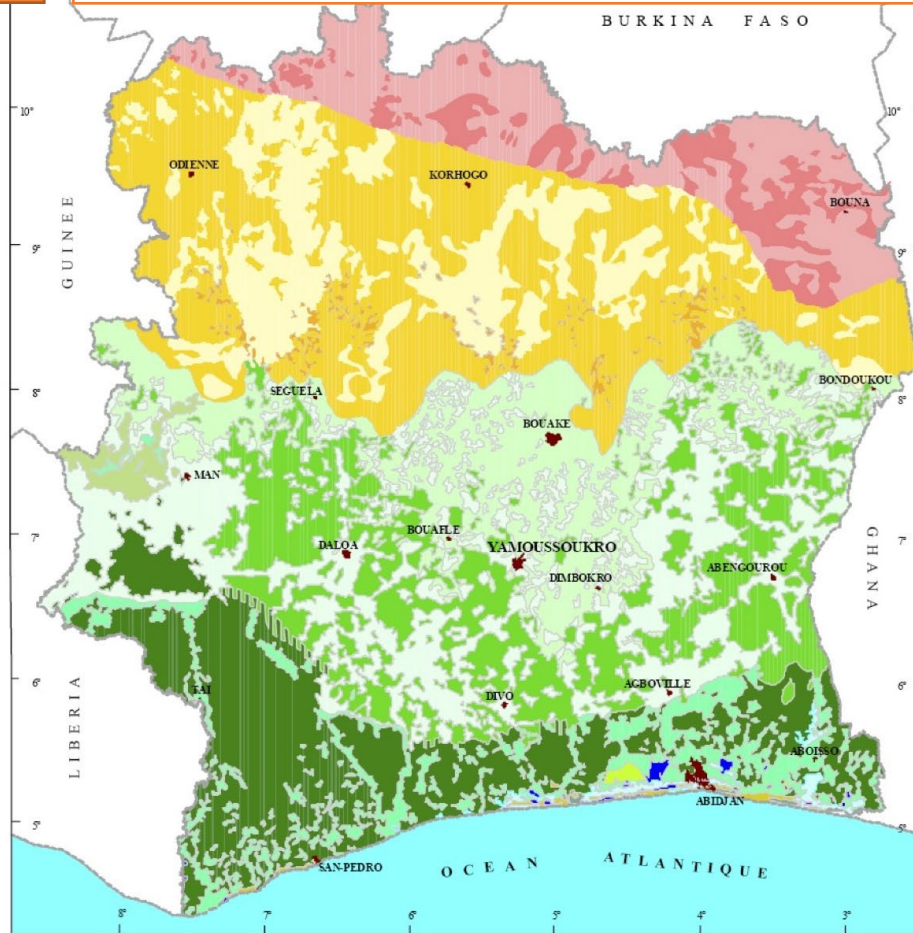 BURKINA FASO
10°
ODIENNE
KORHOGO
BOUNA
GUINEE
9°
9°
8°
SEGUELA
BONDOUKOU
8°
BOUAKE
MAN
7°
DALOA
BOUAFLE
YAMOUSSOUKRO
DIMBOKRO
ABENGOUROU
GHANA
7°
6°
TAI
DIVO
AGBOVILLE
6°
LIBERIA
ABOISSO
ABIDJAN
5°
5°
SAN-PEDRO
OCEAN ATLANTIQUE
8° 7° 6° 5° 4° 3°